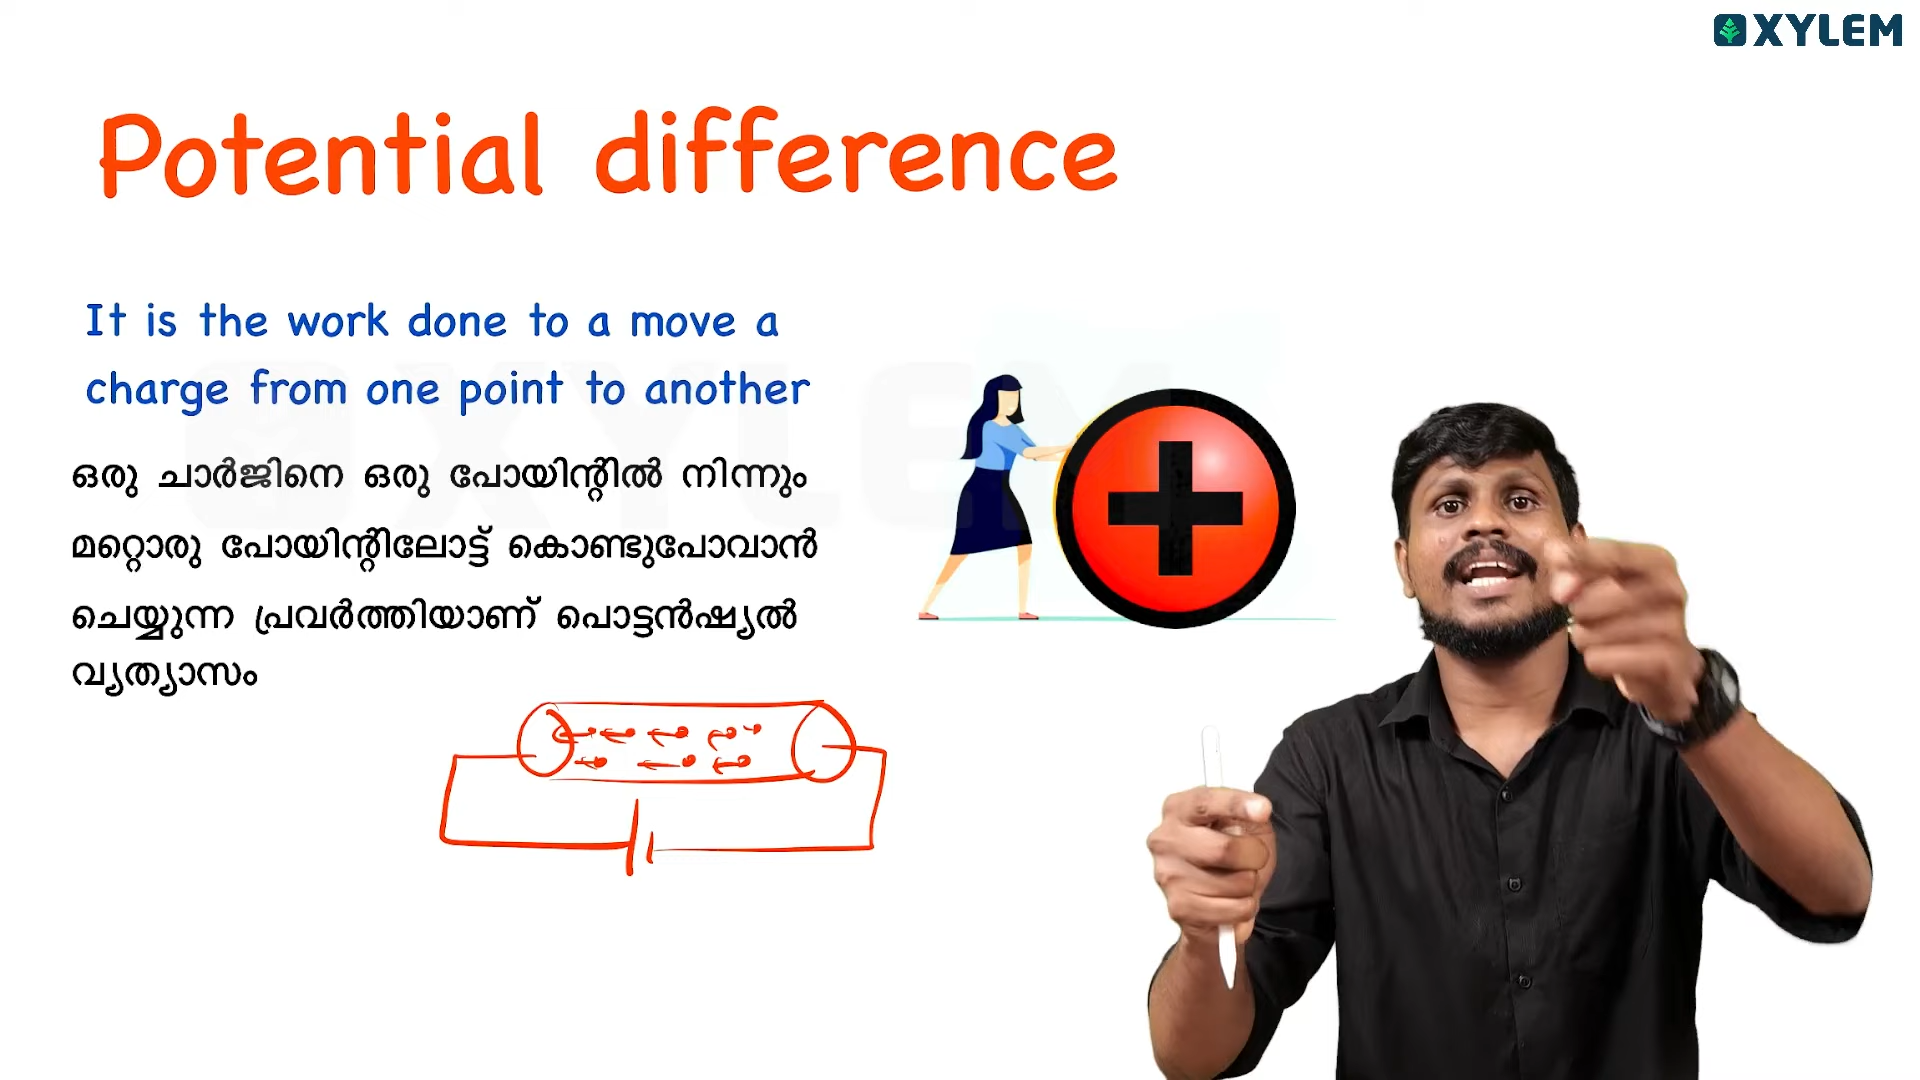 XYLEM
Potential difference
It is the work done to a move a
charge from one point to another
ഒരു ചാർജിനെ ഒരു പോയിന്റിൽ നിന്നും
മറ്റൊരു പോയിന്റിലോട്ട് കൊണ്ടുപോവാൻ
ചെയ്യുന്ന പ്രവർത്തിയാണ് പൊട്ടൻഷ്യൽ
വ്യത്യാസം
XYLEM